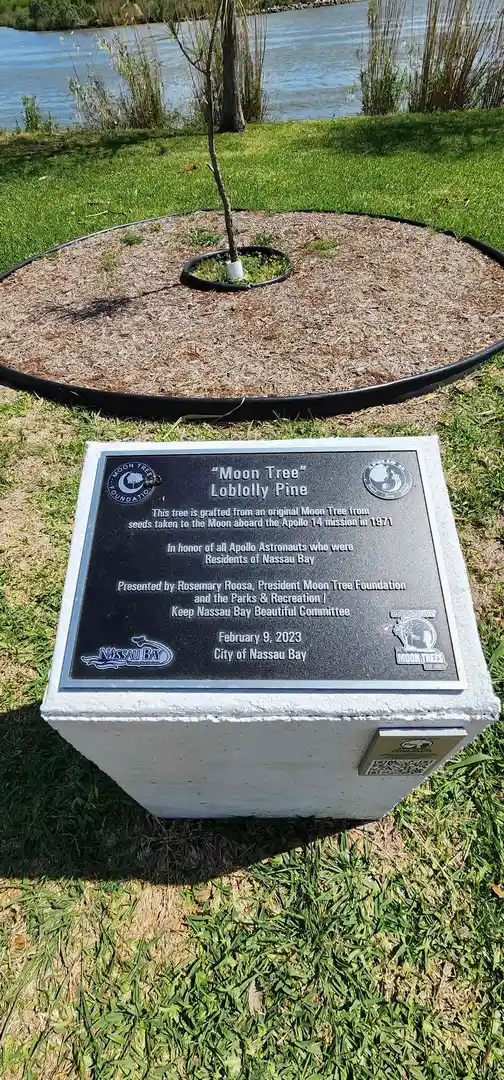 MOON TREE
FOUNDATION
"Moon Tree"
Loblolly Pine
This tree is grafted from an original Moon Tree from
seeds taken to the Moon aboard the Apollo 14 mission in 1971
In honor of all Apollo Astronauts who were
Residents of Nassau Bay
Presented by Rosemary Roosa, President Moon Tree Foundation
and the Parks & Recreation /
Keep Nassau Bay Beautiful Committee
February 9, 2023
City of Nassau Bay
NASSAU BAY
MOON TREES